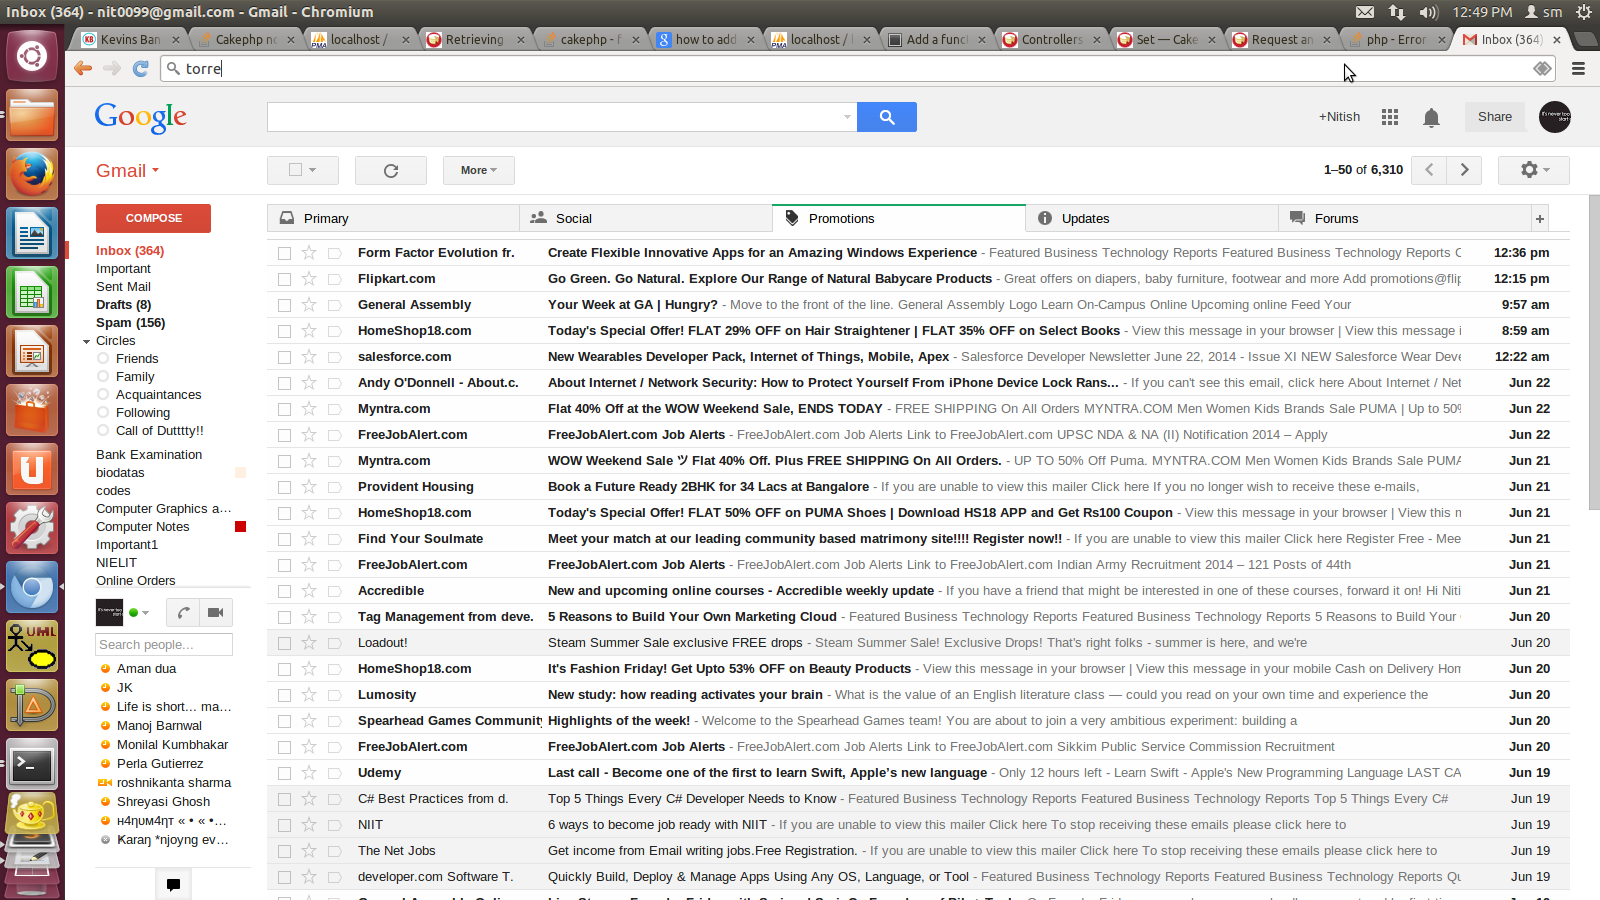 Inbox (364) - nit0099@gmail.com - Gmail - Chromium
12:49 PM sm
Kevins Ban
Cakephp n
localhost /
Retrieving
cakephp - f
how to add
localhost /
Add a func
Controllers
Set — Cake
Request an
php - Error
Inbox (364)
torre
Google
+Nitish
Share
Gmail
More
1–50 of 6,310
COMPOSE
Inbox (364)
Important
Sent Mail
Drafts (8)
Spam (156)
Circles
Friends
Family
Acquaintances
Following
Call of Dutttty!!
Bank Examination
biodatas
codes
Computer Graphics a...
Computer Notes
Important1
NIELIT
Online Orders
Search people...
Aman dua
JK
Life is short... ma...
Manoj Barnwal
Monilal Kumbhakar
Perla Gutierrez
roshnikanta sharma
Shreyasi Ghosh
н4ηυм4ηт « • « •...
Ҝaraŋ *njoyng ev...
Primary
Social
Promotions
Updates
Forums
+
Form Factor Evolution fr. Create Flexible Innovative Apps for an Amazing Windows Experience - Featured Business Technology Reports Featured Business Technology Reports C 12:36 pm
Flipkart.com Go Green. Go Natural. Explore Our Range of Natural Babycare Products - Great offers on diapers, baby furniture, footwear and more Add promotions@flip 12:15 pm
General Assembly Your Week at GA | Hungry? - Move to the front of the line. General Assembly Logo Learn On-Campus Online Upcoming online Feed Your 9:57 am
HomeShop18.com Today's Special Offer! FLAT 29% OFF on Hair Straightener | FLAT 35% OFF on Select Books - View this message in your browser | View this message i 8:59 am
salesforce.com New Wearables Developer Pack, Internet of Things, Mobile, Apex - Salesforce Developer Newsletter June 22, 2014 - Issue XI NEW Salesforce Wear Deve 12:22 am
Andy O'Donnell - About.c. About Internet / Network Security: How to Protect Yourself From iPhone Device Lock Rans... - If you can't see this email, click here About Internet / Net Jun 22
Myntra.com Flat 40% Off at the WOW Weekend Sale, ENDS TODAY - FREE SHIPPING On All Orders MYNTRA.COM Men Women Kids Brands Sale PUMA | Up to 50% Jun 22
FreeJobAlert.com FreeJobAlert.com Job Alerts - FreeJobAlert.com Job Alerts Link to FreeJobAlert.com UPSC NDA & NA (II) Notification 2014 – Apply Jun 22
Myntra.com WOW Weekend Sale ツ Flat 40% Off. Plus FREE SHIPPING On All Orders. - UP TO 50% Off Puma. MYNTRA.COM Men Women Kids Brands Sale PUMA Jun 21
Provident Housing Book a Future Ready 2BHK for 34 Lacs at Bangalore - If you are unable to view this mailer Click here If you no longer wish to receive these e-mails, Jun 21
HomeShop18.com Today's Special Offer! FLAT 50% OFF on PUMA Shoes | Download HS18 APP and Get Rs100 Coupon - View this message in your browser | View this m Jun 21
Find Your Soulmate Meet your match at our leading community based matrimony site!!!! Register now!! - If you are unable to view this mailer Click here Register Free - Mee Jun 21
FreeJobAlert.com FreeJobAlert.com Job Alerts - FreeJobAlert.com Job Alerts Link to FreeJobAlert.com Indian Army Recruitment 2014 – 121 Posts of 44th Jun 21
Accredible New and upcoming online courses - Accredible weekly update - If you have a friend that might be interested in one of these courses, forward it on! Hi Niti Jun 21
Tag Management from deve. 5 Reasons to Build Your Own Marketing Cloud - Featured Business Technology Reports Featured Business Technology Reports 5 Reasons to Build Your Jun 20
Loadout! Steam Summer Sale exclusive FREE drops - Steam Summer Sale! Exclusive Drops! That's right folks - summer is here, and we're Jun 20
HomeShop18.com It's Fashion Friday! Get Upto 53% OFF on Beauty Products - View this message in your browser | View this message in your mobile Cash on Delivery Hom Jun 20
Lumosity New study: how reading activates your brain - What is the value of an English literature class — could you read on your own time and experience the Jun 20
Spearhead Games Community Highlights of the week! - Welcome to the Spearhead Games team! You are about to join a very ambitious experiment: building a Jun 20
FreeJobAlert.com FreeJobAlert.com Job Alerts - FreeJobAlert.com Job Alerts Link to FreeJobAlert.com Sikkim Public Service Commission Recruitment Jun 20
Udemy Last call - Become one of the first to learn Swift, Apple's new language - Only 12 hours left - Learn Swift - Apple's New Programming Language LAST CA Jun 19
C# Best Practices from d. Top 5 Things Every C# Developer Needs to Know - Featured Business Technology Reports Featured Business Technology Reports Top 5 Things Every C# Jun 19
NIIT 6 ways to become job ready with NIIT - If you are unable to view this mailer Click here To stop receiving these emails please click here to Jun 19
The Net Jobs Get income from Email writing jobs.Free Registration. - If you are unable to view this mailer Click here To stop receiving these emails please click here to Jun 19
developer.com Software T. Quickly Build, Deploy & Manage Apps Using Any OS, Language, or Tool - Featured Business Technology Reports Featured Business Technology Reports Qu Jun 19